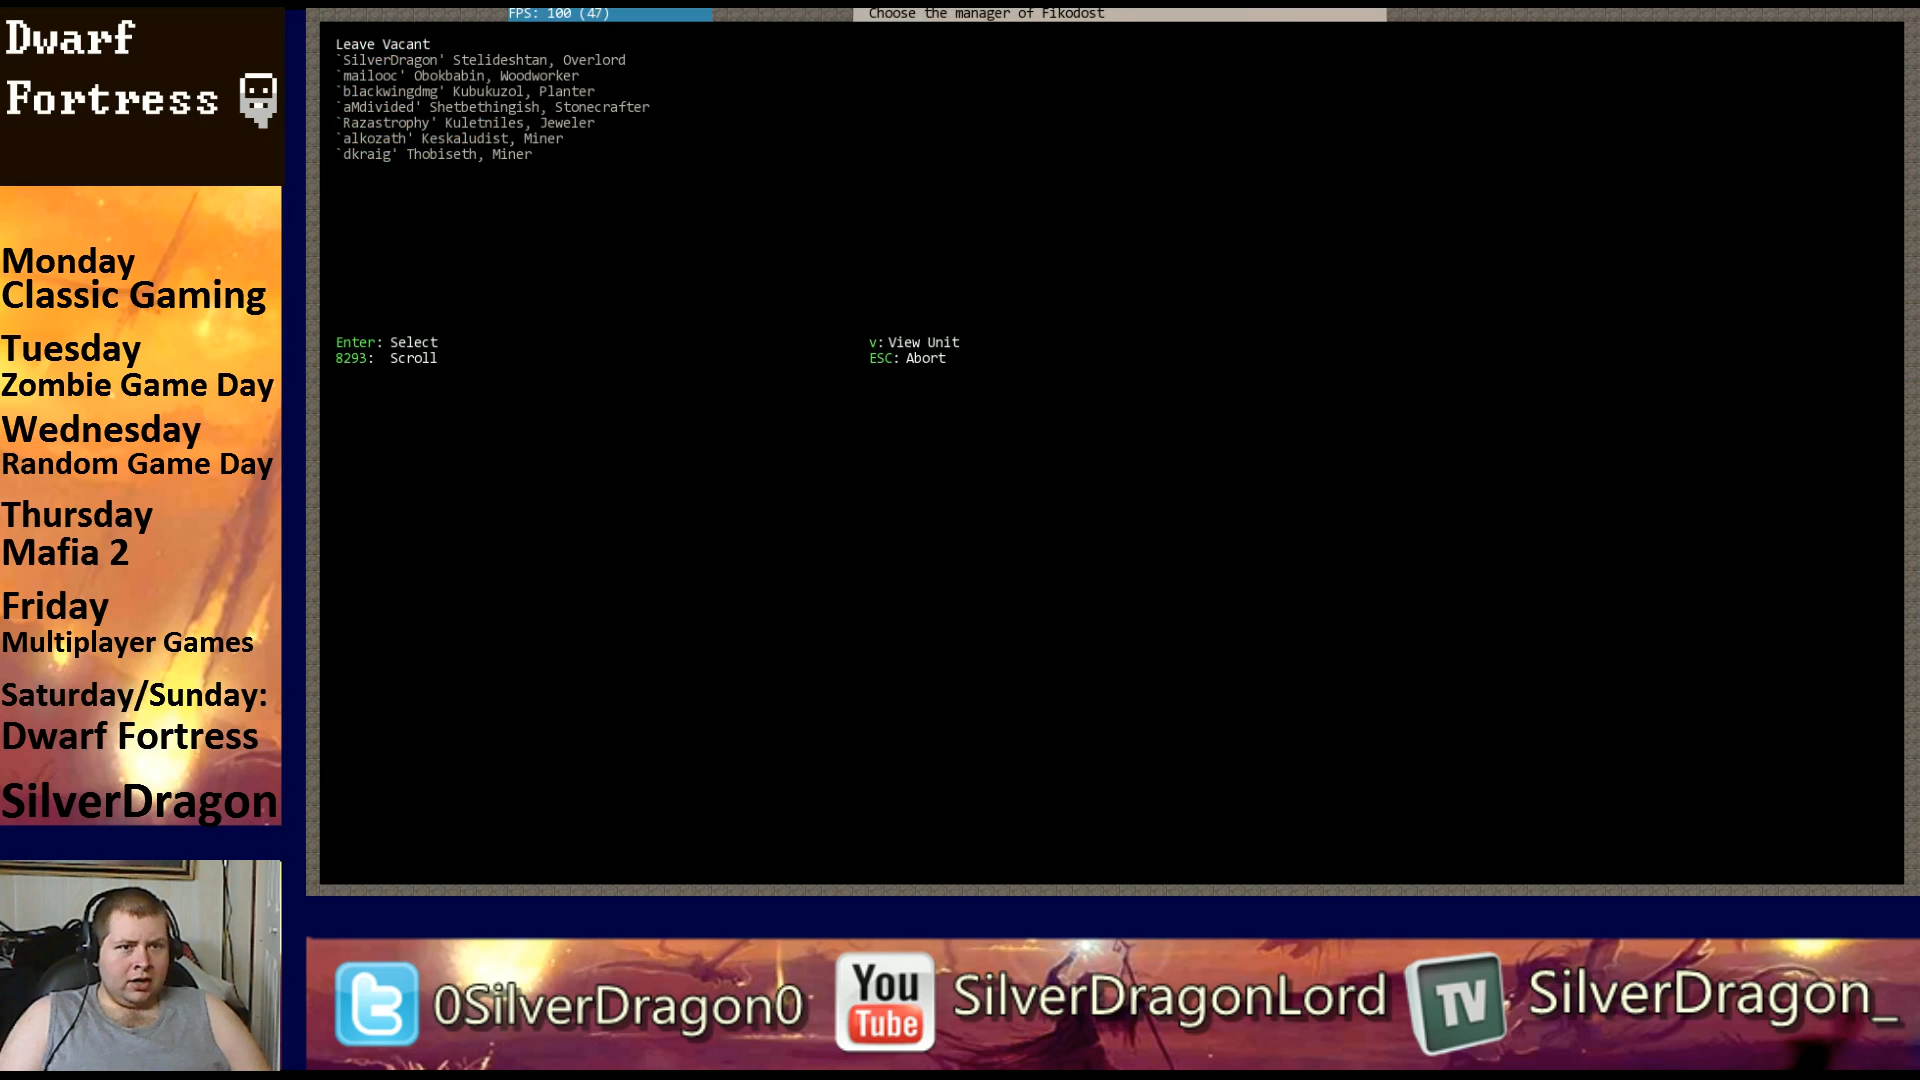 Dwarf
Fortress
Monday
Classic Gaming
Tuesday
Zombie Game Day
Wednesday
Random Game Day
Thursday
Mafia 2
Friday
Multiplayer Games
Saturday/Sunday:
Dwarf Fortress
SilverDragon
FPS: 100 (47)
Choose the manager of Fikodost
Leave Vacant
`SilverDragon' Stelideshtan, Overlord
`mailooc' Obokbabin, Woodworker
`blackwingdmg' Kubukuzol, Planter
`aMdivided' Shetbethingish, Stonecrafter
`Razastrophy' Kuletniles, Jeweler
`alkozath' Keskaludist, Miner
`dkraig' Thobiseth, Miner
Enter: Select
8293: Scroll
v: View Unit
ESC: Abort
0SilverDragon0
You
Tube
SilverDragonLord
TV
SilverDragon_